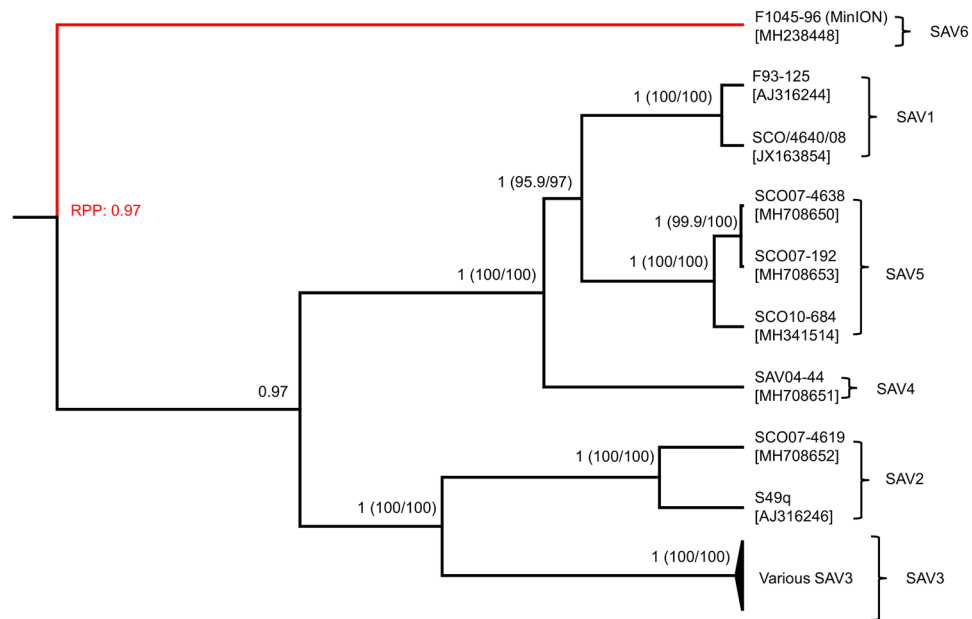 F1045-96 (MinION)
[MH238448]
SAV6
F93-125
[AJ316244]
1 (100/100)
SAV1
SCO/4640/08
[JX163854]
1 (95.9/97)
SCO07-4638
[MH708650]
RPP: 0.97
1 (99.9/100)
SCO07-192
[MH708653]
1 (100/100)
1 (100/100)
SAV5
SCO10-684
[MH341514]
SAV04-44
[MH708651]
SAV4
0.97
SCO07-4619
[MH708652]
1 (100/100)
SAV2
S49q
[AJ316246]
1 (100/100)
1 (100/100)
Various SAV3
SAV3